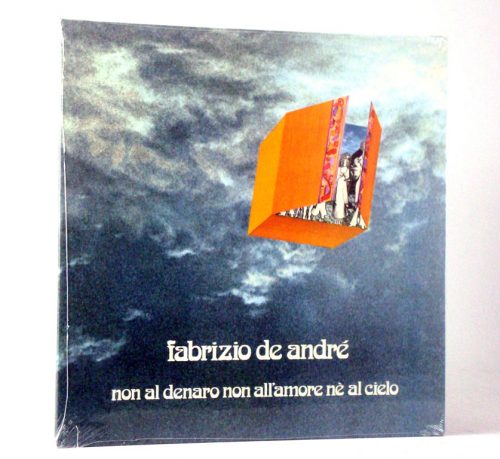 fabrizio de andré
non al denaro non all'amore nè al cielo